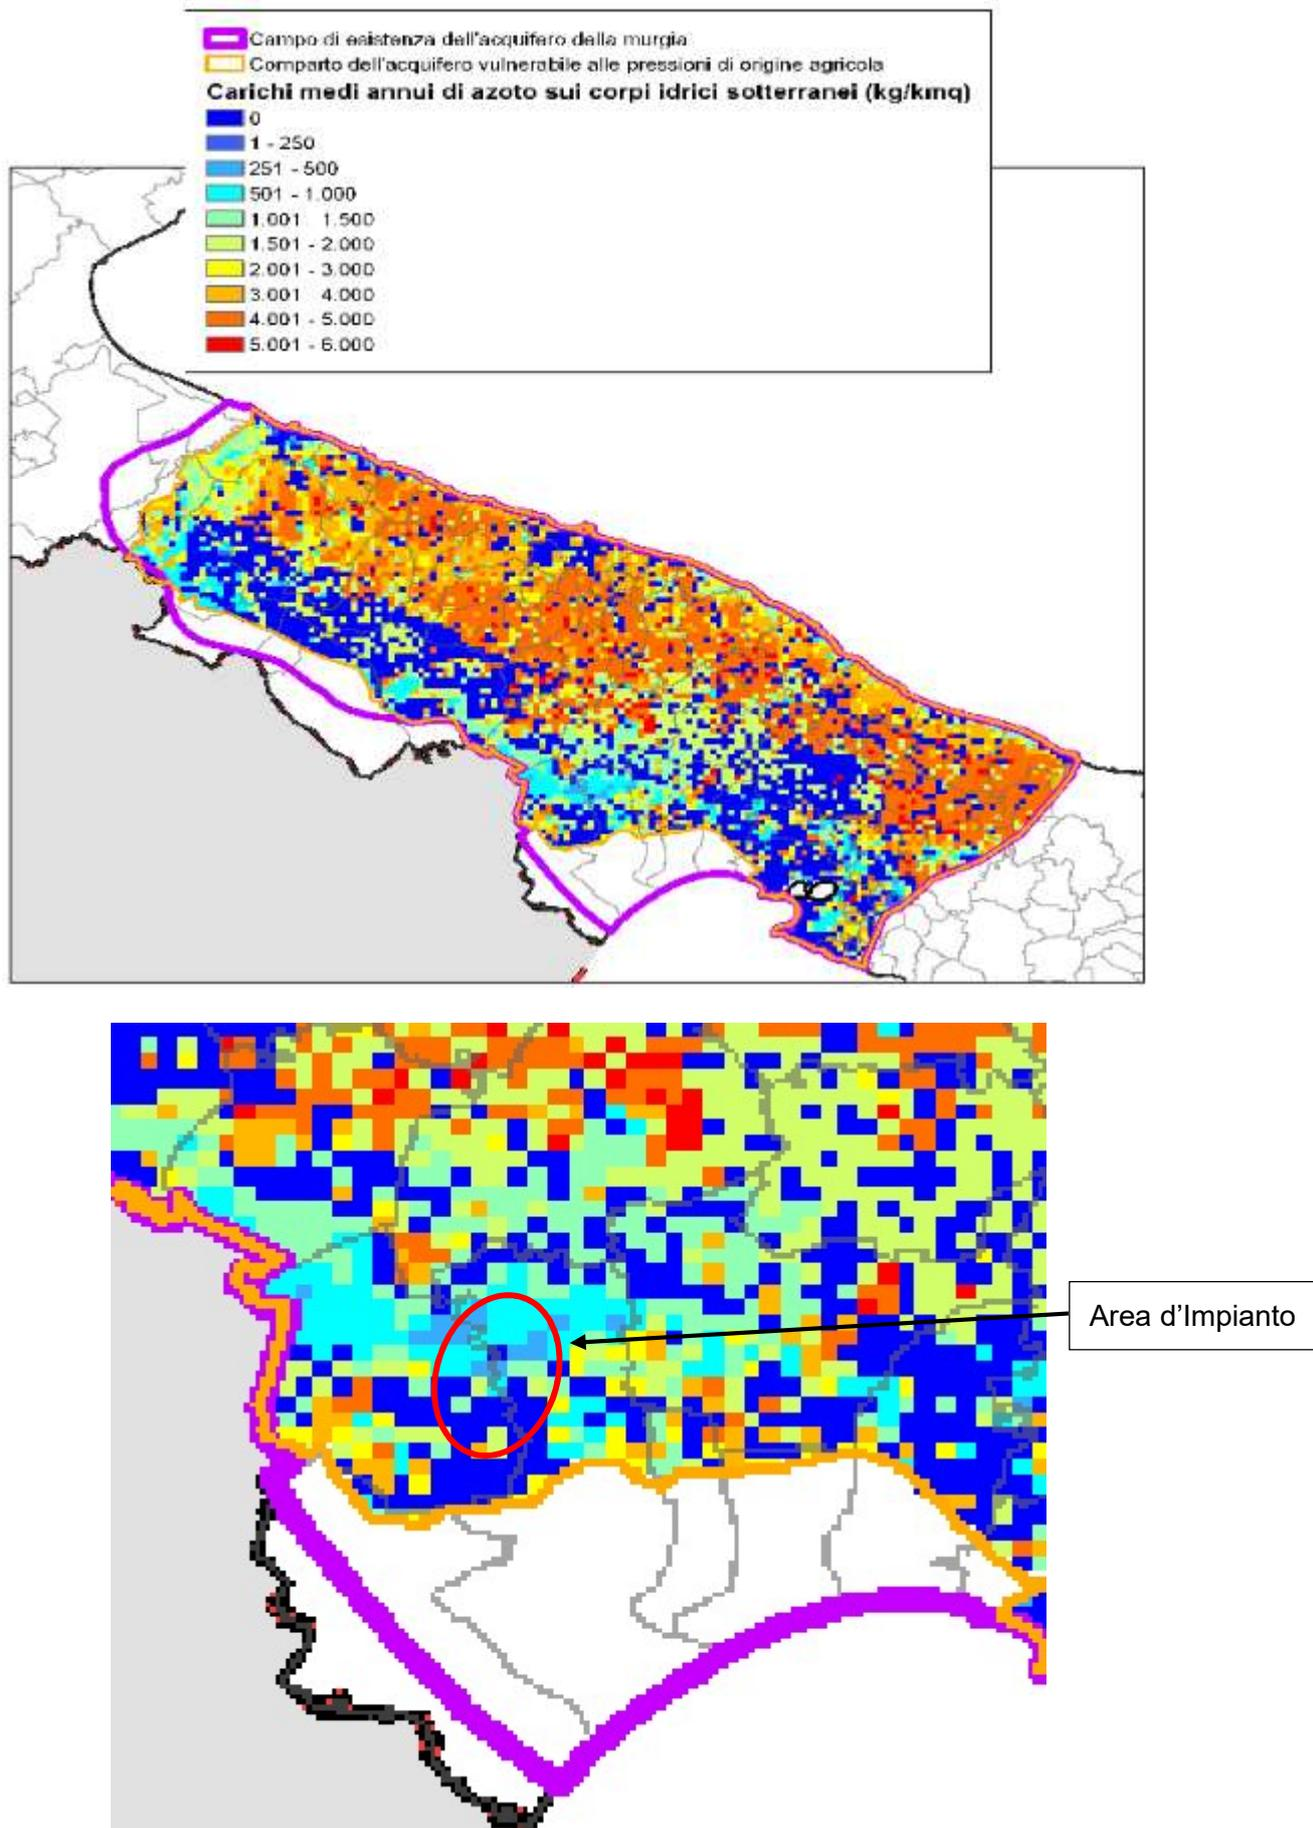 Campo di esistenza dell'acquifero della murgia
Comparto dell'acquifero vulnerabile alle pressioni di origine agricola
Carichi medi annui di azoto sui corpi idrici sotterranei (kg/kmq)
0
1 - 250
251 - 500
501 - 1.000
1.001 1.500
1.501 - 2.000
2.001 - 3.000
3.001 4.000
4.001 - 5.000
5.001 - 6.000
Area d'Impianto